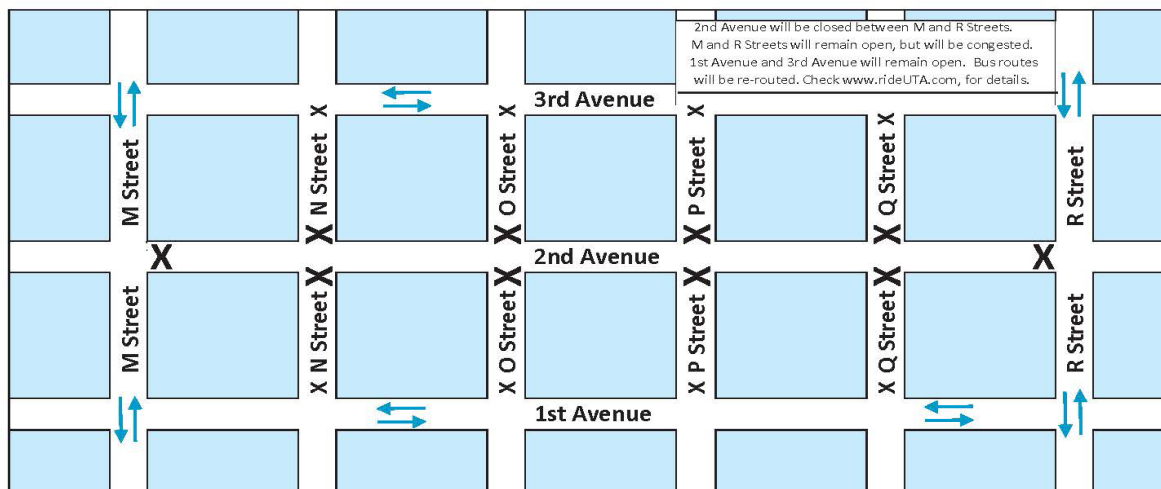 2nd Avenue will be closed between M and R Streets.
M and R Streets will remain open, but will be congested.
1st Avenue and 3rd Avenue will remain open. Bus routes
will be re-routed. Check www.rideUTA.com, for details.
3rd Avenue
X X X X
M Street
N Street
O Street
P Street
Q Street
R Street
X X X X
X 2nd Avenue X
X X X X
M Street
N Street
O Street
P Street
Q Street
R Street
X X X X
1st Avenue